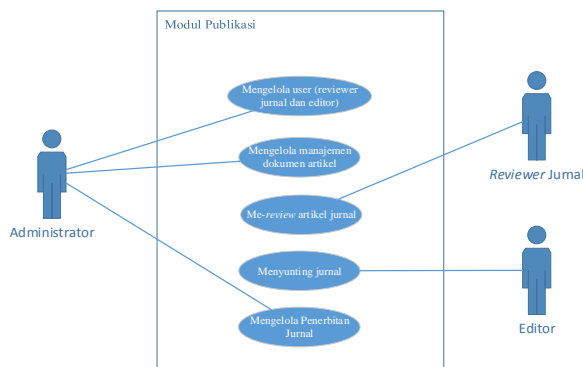 Modul Publikasi
Mengelola user (reviewer
jurnal dan editor)
Mengelola manajemen
dokumen artikel
Reviewer Jurnal
Administrator
Me-review artikel jurnal
Menyunting jurnal
Mengelola Penerbitan
Jurnal
Editor